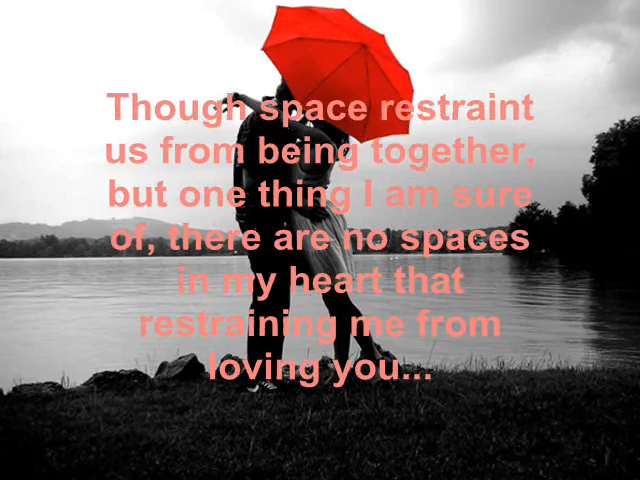 Though space restraint
us from being together,
but one thing I am sure
of, there are no spaces
in my heart that
restraining me from
loving you...